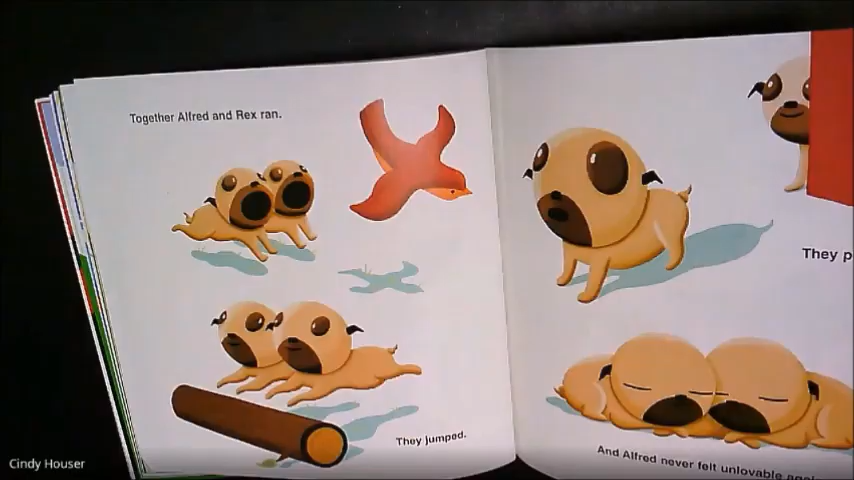 Together Alfred and Rex ran.
They jumped.
They
And Alfred never felt unlovable
Cindy Houser